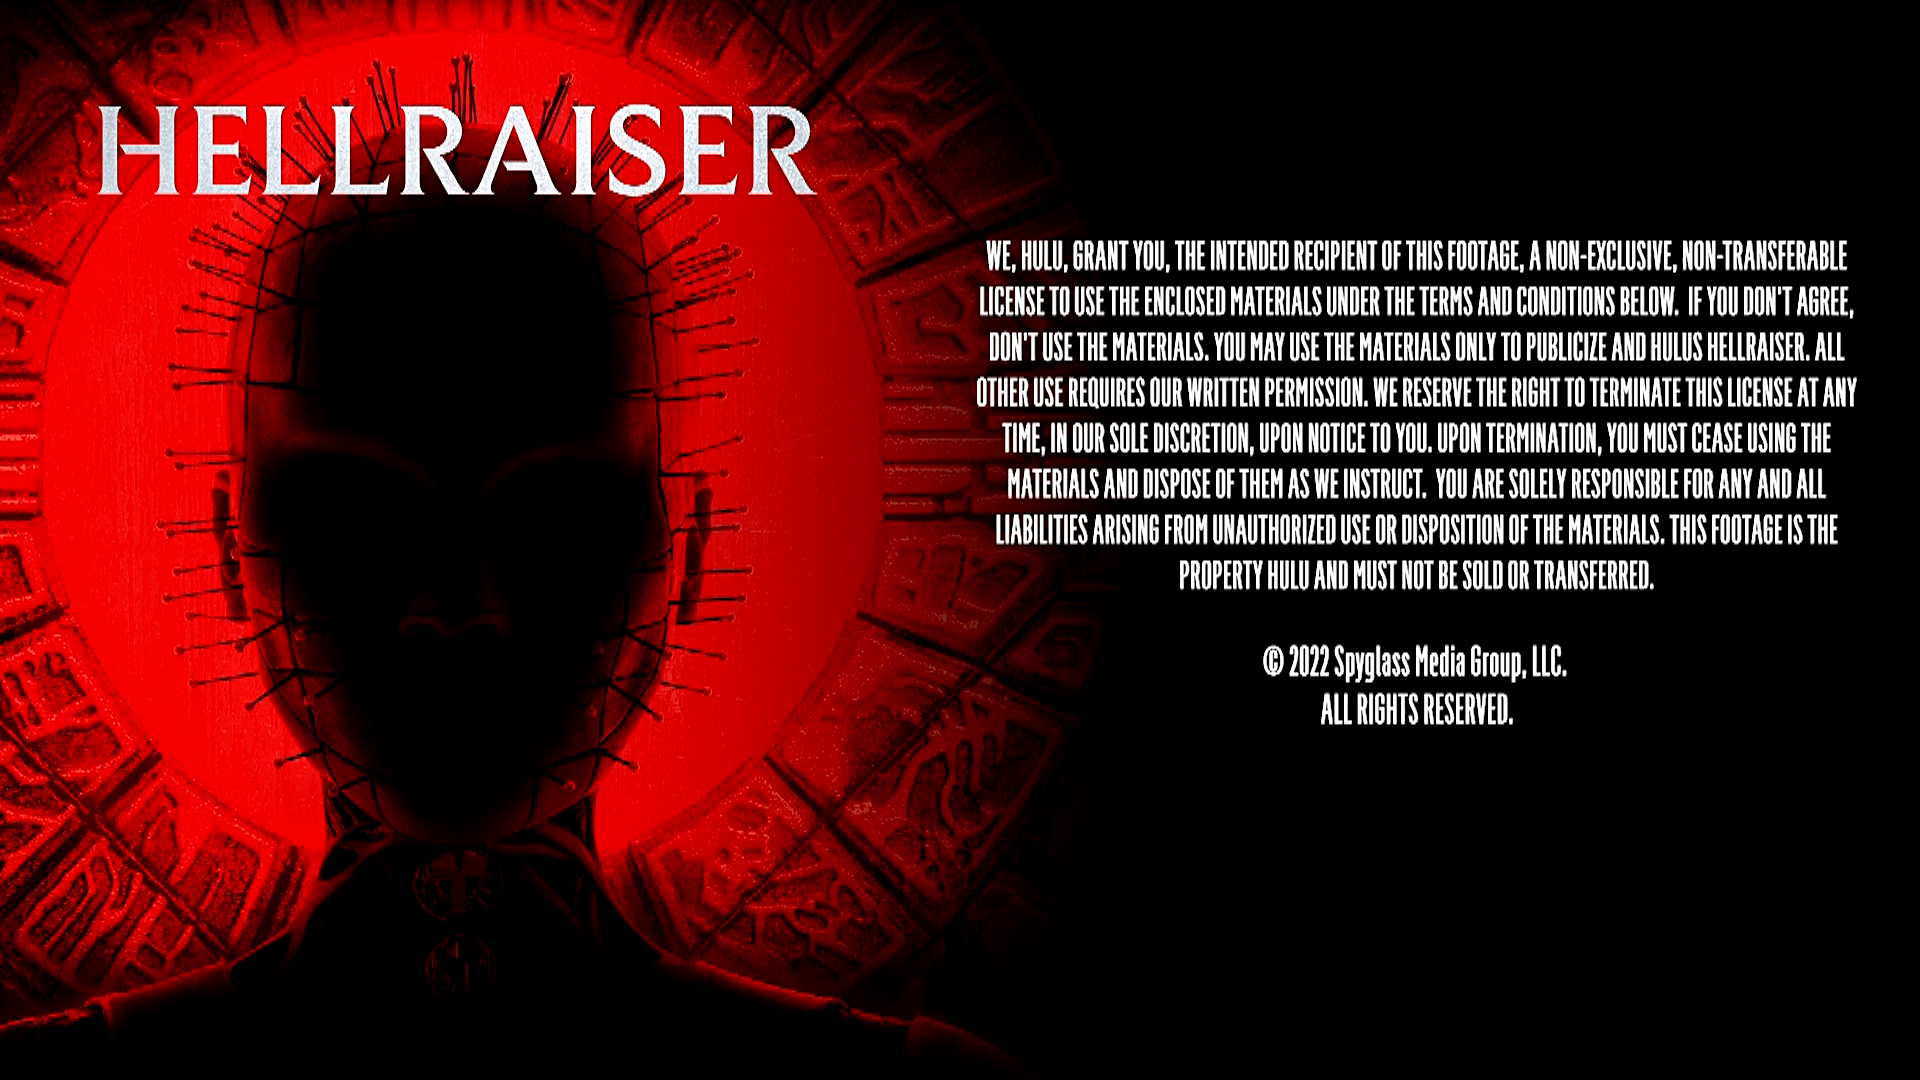 HELLRAISER
WE, HULU, GRANT YOU, THE INTENDED RECIPIENT OF THIS FOOTAGE, A NON-EXCLUSIVE, NON-TRANSFERABLE
LICENSE TO USE THE ENCLOSED MATERIALS UNDER THE TERMS AND CONDITIONS BELOW.  IF YOU DON'T AGREE,
DON'T USE THE MATERIALS. YOU MAY USE THE MATERIALS ONLY TO PUBLICIZE AND HULUS HELLRAISER. ALL
OTHER USE REQUIRES OUR WRITTEN PERMISSION. WE RESERVE THE RIGHT TO TERMINATE THIS LICENSE AT ANY
TIME, IN OUR SOLE DISCRETION, UPON NOTICE TO YOU. UPON TERMINATION, YOU MUST CEASE USING THE
MATERIALS AND DISPOSE OF THEM AS WE INSTRUCT.  YOU ARE SOLELY RESPONSIBLE FOR ANY AND ALL
LIABILITIES ARISING FROM UNAUTHORIZED USE OR DISPOSITION OF THE MATERIALS. THIS FOOTAGE IS THE
PROPERTY HULU AND MUST NOT BE SOLD OR TRANSFERRED.
© 2022 Spyglass Media Group, LLC.
ALL RIGHTS RESERVED.